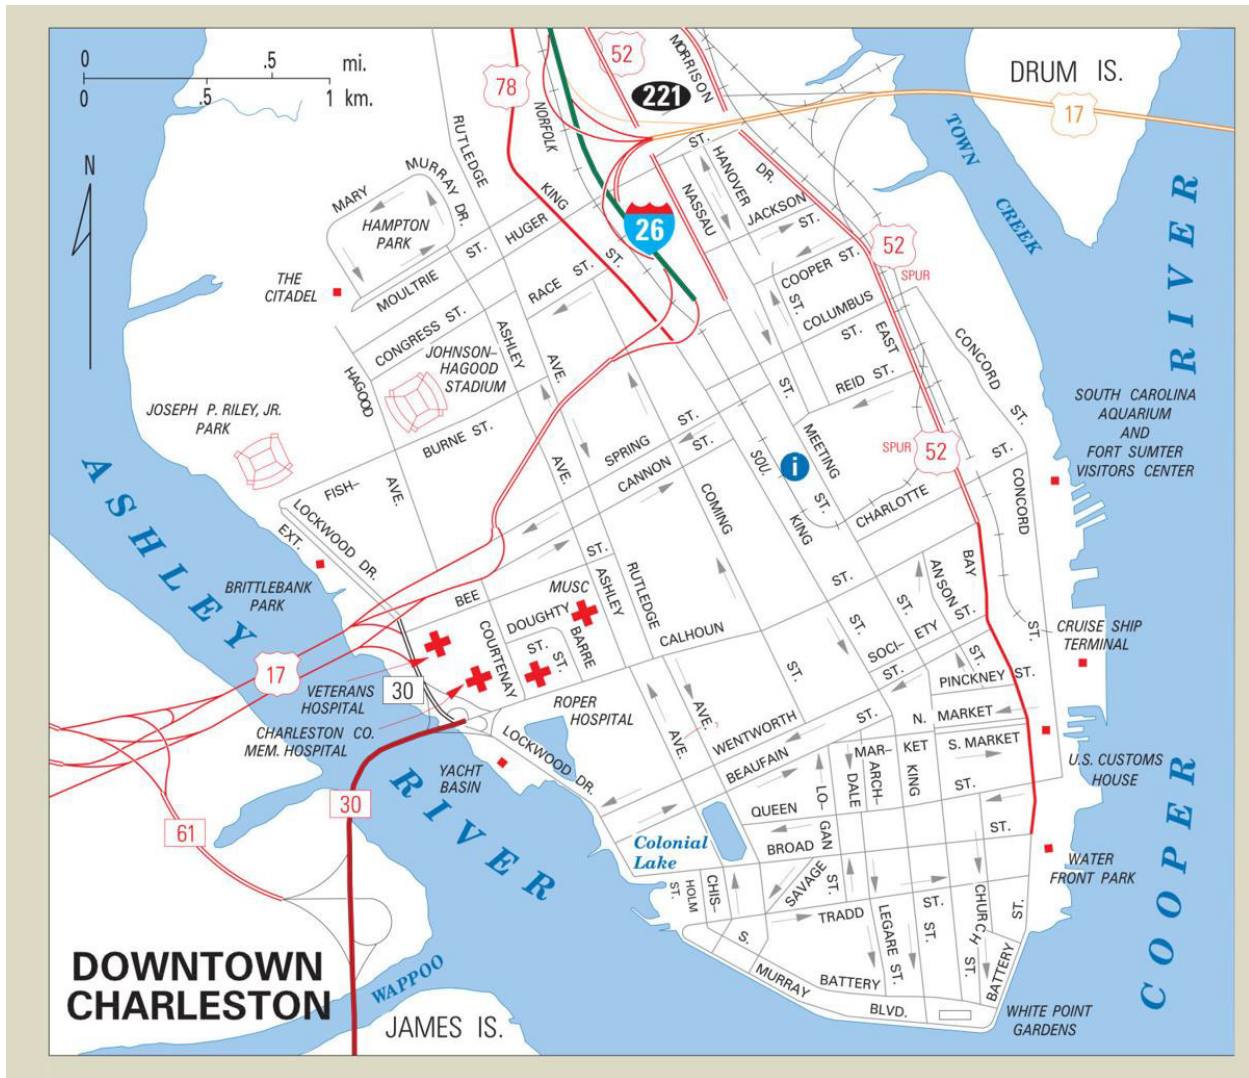 0 .5 mi.
0 .5 1 km.
N
78
52
221
MORRISON
DRUM IS.
17
TOWN
CREEK
NORFOLK
RUTLEDGE
MURRAY DR.
MARY
HAMPTON
PARK
KING
HUGER
ST.
ST.
HANOVER
DR.
NASSAU
JACKSON
ST.
26
52
SPUR
THE
CITADEL
MOULTRIE
ST.
RACE ST.
ST.
COOPER ST.
ST.
COLUMBUS
ST.
EAST
CONCORD
ST.
CONGRESS ST.
ASHLEY
AVE.
JOHNSON–
HAGOOD
STADIUM
HAGOOD
REID ST.
ST.
JOSEPH P. RILEY, JR.
PARK
BURNE ST.
SPRING
ST.
CANNON
ST.
SOU.
i
MEETING
ST.
SPUR
52
ST.
SOUTH CAROLINA
AQUARIUM
AND
FORT SUMTER
VISITORS CENTER
FISH–
AVE.
AVE.
COMING
KING
CHARLOTTE
CONCORD
LOCKWOOD DR.
EXT.
ASHLEY
BRITTLEBANK
PARK
BEE
ST.
DOUGHTY
MUSC
ASHLEY
RUTLEDGE
ST.
BAY
ANSON
ST.
ST.
ST.
CRUISE SHIP
TERMINAL
COURTENAY
ST.
BARRE
ST.
CALHOUN
ST.
SOCI–
ETY
ST.
17
VETERANS
HOSPITAL
30
CHARLESTON CO.
MEM. HOSPITAL
ROPER
HOSPITAL
ST.
PINCKNEY
ST.
AVE.
AVE.
WENTWORTH
ST.
N.
MARKET
BEAUFAIN
MAR–
KET
S. MARKET
ST.
LOCKWOOD DR.
YACHT
BASIN
U.S. CUSTOMS
HOUSE
RIVER
30
61
QUEEN
LO–
GAN
ST.
DALE
ARCH–
KING
ST.
BROAD
ST.
Colonial
Lake
SAVAGE
WATER
FRONT PARK
HOLM
ST.
CHIS–
TRADD
ST.
LEGARE ST.
ST.
CHURCH
ST.
ST.
S.
BATTERY
BATTERY
MURRAY
BLVD.
WHITE POINT
GARDENS
COOPER
RIVER
DOWNTOWN
CHARLESTON
WAPPOO
JAMES IS.